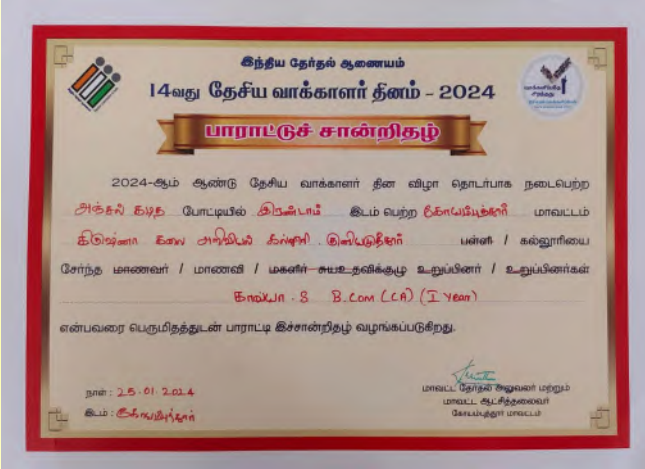 இந்திய தேர்தல் ஆணையம்
14வது தேசிய வாக்காளர் தினம் - 2024
பாராட்டுச் சான்றிதழ்
2024-ஆம் ஆண்டு தேசிய வாக்காளர் தின விழா தொடர்பாக நடைபெற்ற
அஞ்சல் கடித போட்டியில் இரண்டாம் இடம் பெற்ற கோயம்புத்தூர் மாவட்டம்
கிருஷ்ணா கலை அறிவியல் கல்லூரி பள்ளி / கல்லூரியை
சேர்ந்த மாணவர் / மாணவி / மகளிர் சுயஉதவிக்குழு உறுப்பினர் / உறுப்பினர்கள்
காவ்யா . S B.Com (CA) (I Year)
என்பவரை பெருமிதத்துடன் பாராட்டி இச்சான்றிதழ் வழங்கப்படுகிறது.
நாள் : 25.01.2024
இடம் : கோயம்புத்தூர்
மாவட்ட தேர்தல் அலுவலர் மற்றும்
மாவட்ட ஆட்சித்தலைவர்
கோயம்புத்தூர் மாவட்டம்